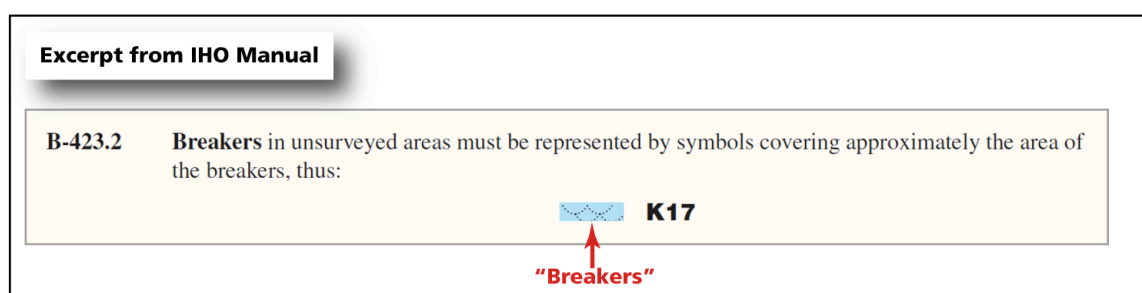 Excerpt from IHO Manual
B-423.2 Breakers in unsurveyed areas must be represented by symbols covering approximately the area of
the breakers, thus:
K17
“Breakers”